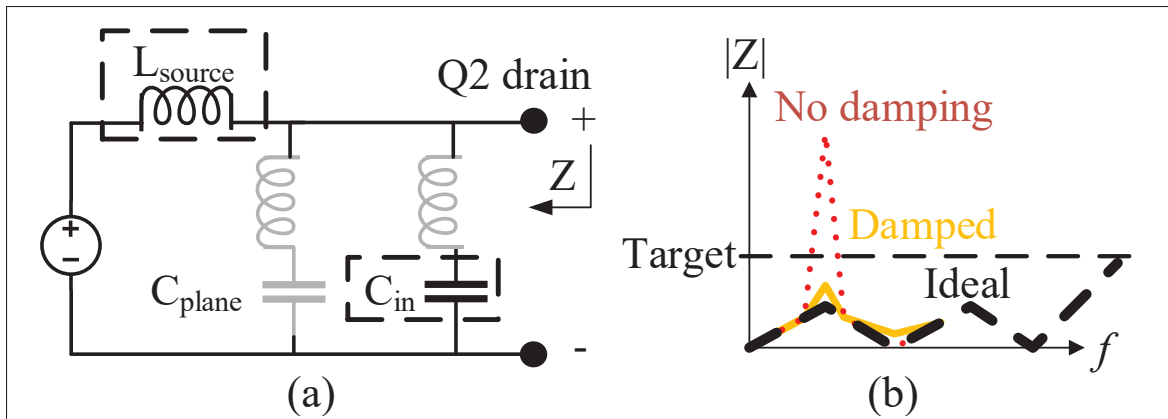 L_source
Q2 drain
+
Z
+
-
C_plane
C_in
-
(a)
|Z|
No damping
Damped
Target
Ideal
f
(b)